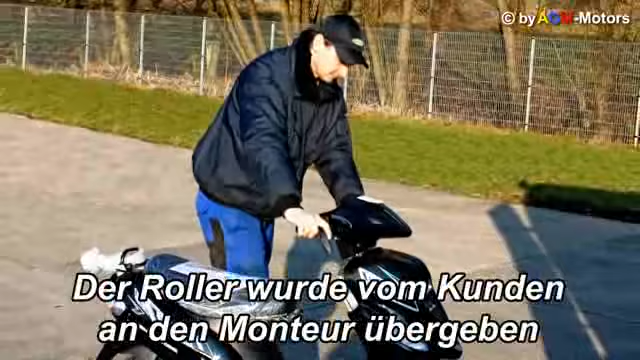 © by AGM-Motors
Der Roller wurde vom Kunden
an den Monteur übergeben